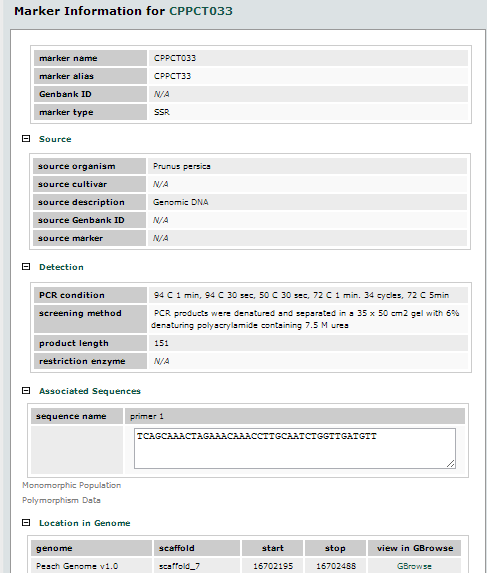 Marker Information for CPPCT033
marker name CPPCT033
marker alias CPPCT33
Genbank ID N/A
marker type SSR
Source
source organism Prunus persica
source cultivar N/A
source description Genomic DNA
source Genbank ID N/A
source marker N/A
Detection
PCR condition 94 C 1 min, 94 C 30 sec, 50 C 30 sec, 72 C 1 min. 34 cycles, 72 C 5min
screening method PCR products were denatured and separated in a 35 x 50 cm2 gel with 6%
denaturing polyacrylamide containing 7.5 M urea
product length 151
restriction enzyme N/A
Associated Sequences
sequence name primer 1
TCAGCAAACTAGAAACAAACCTTGCAATCTGGTTGATGTT
Monomorphic Population
Polymorphism Data
Location in Genome
genome scaffold start stop view in GBrowse
Peach Genome v1.0 scaffold_7 16702195 16702488 GBrowse